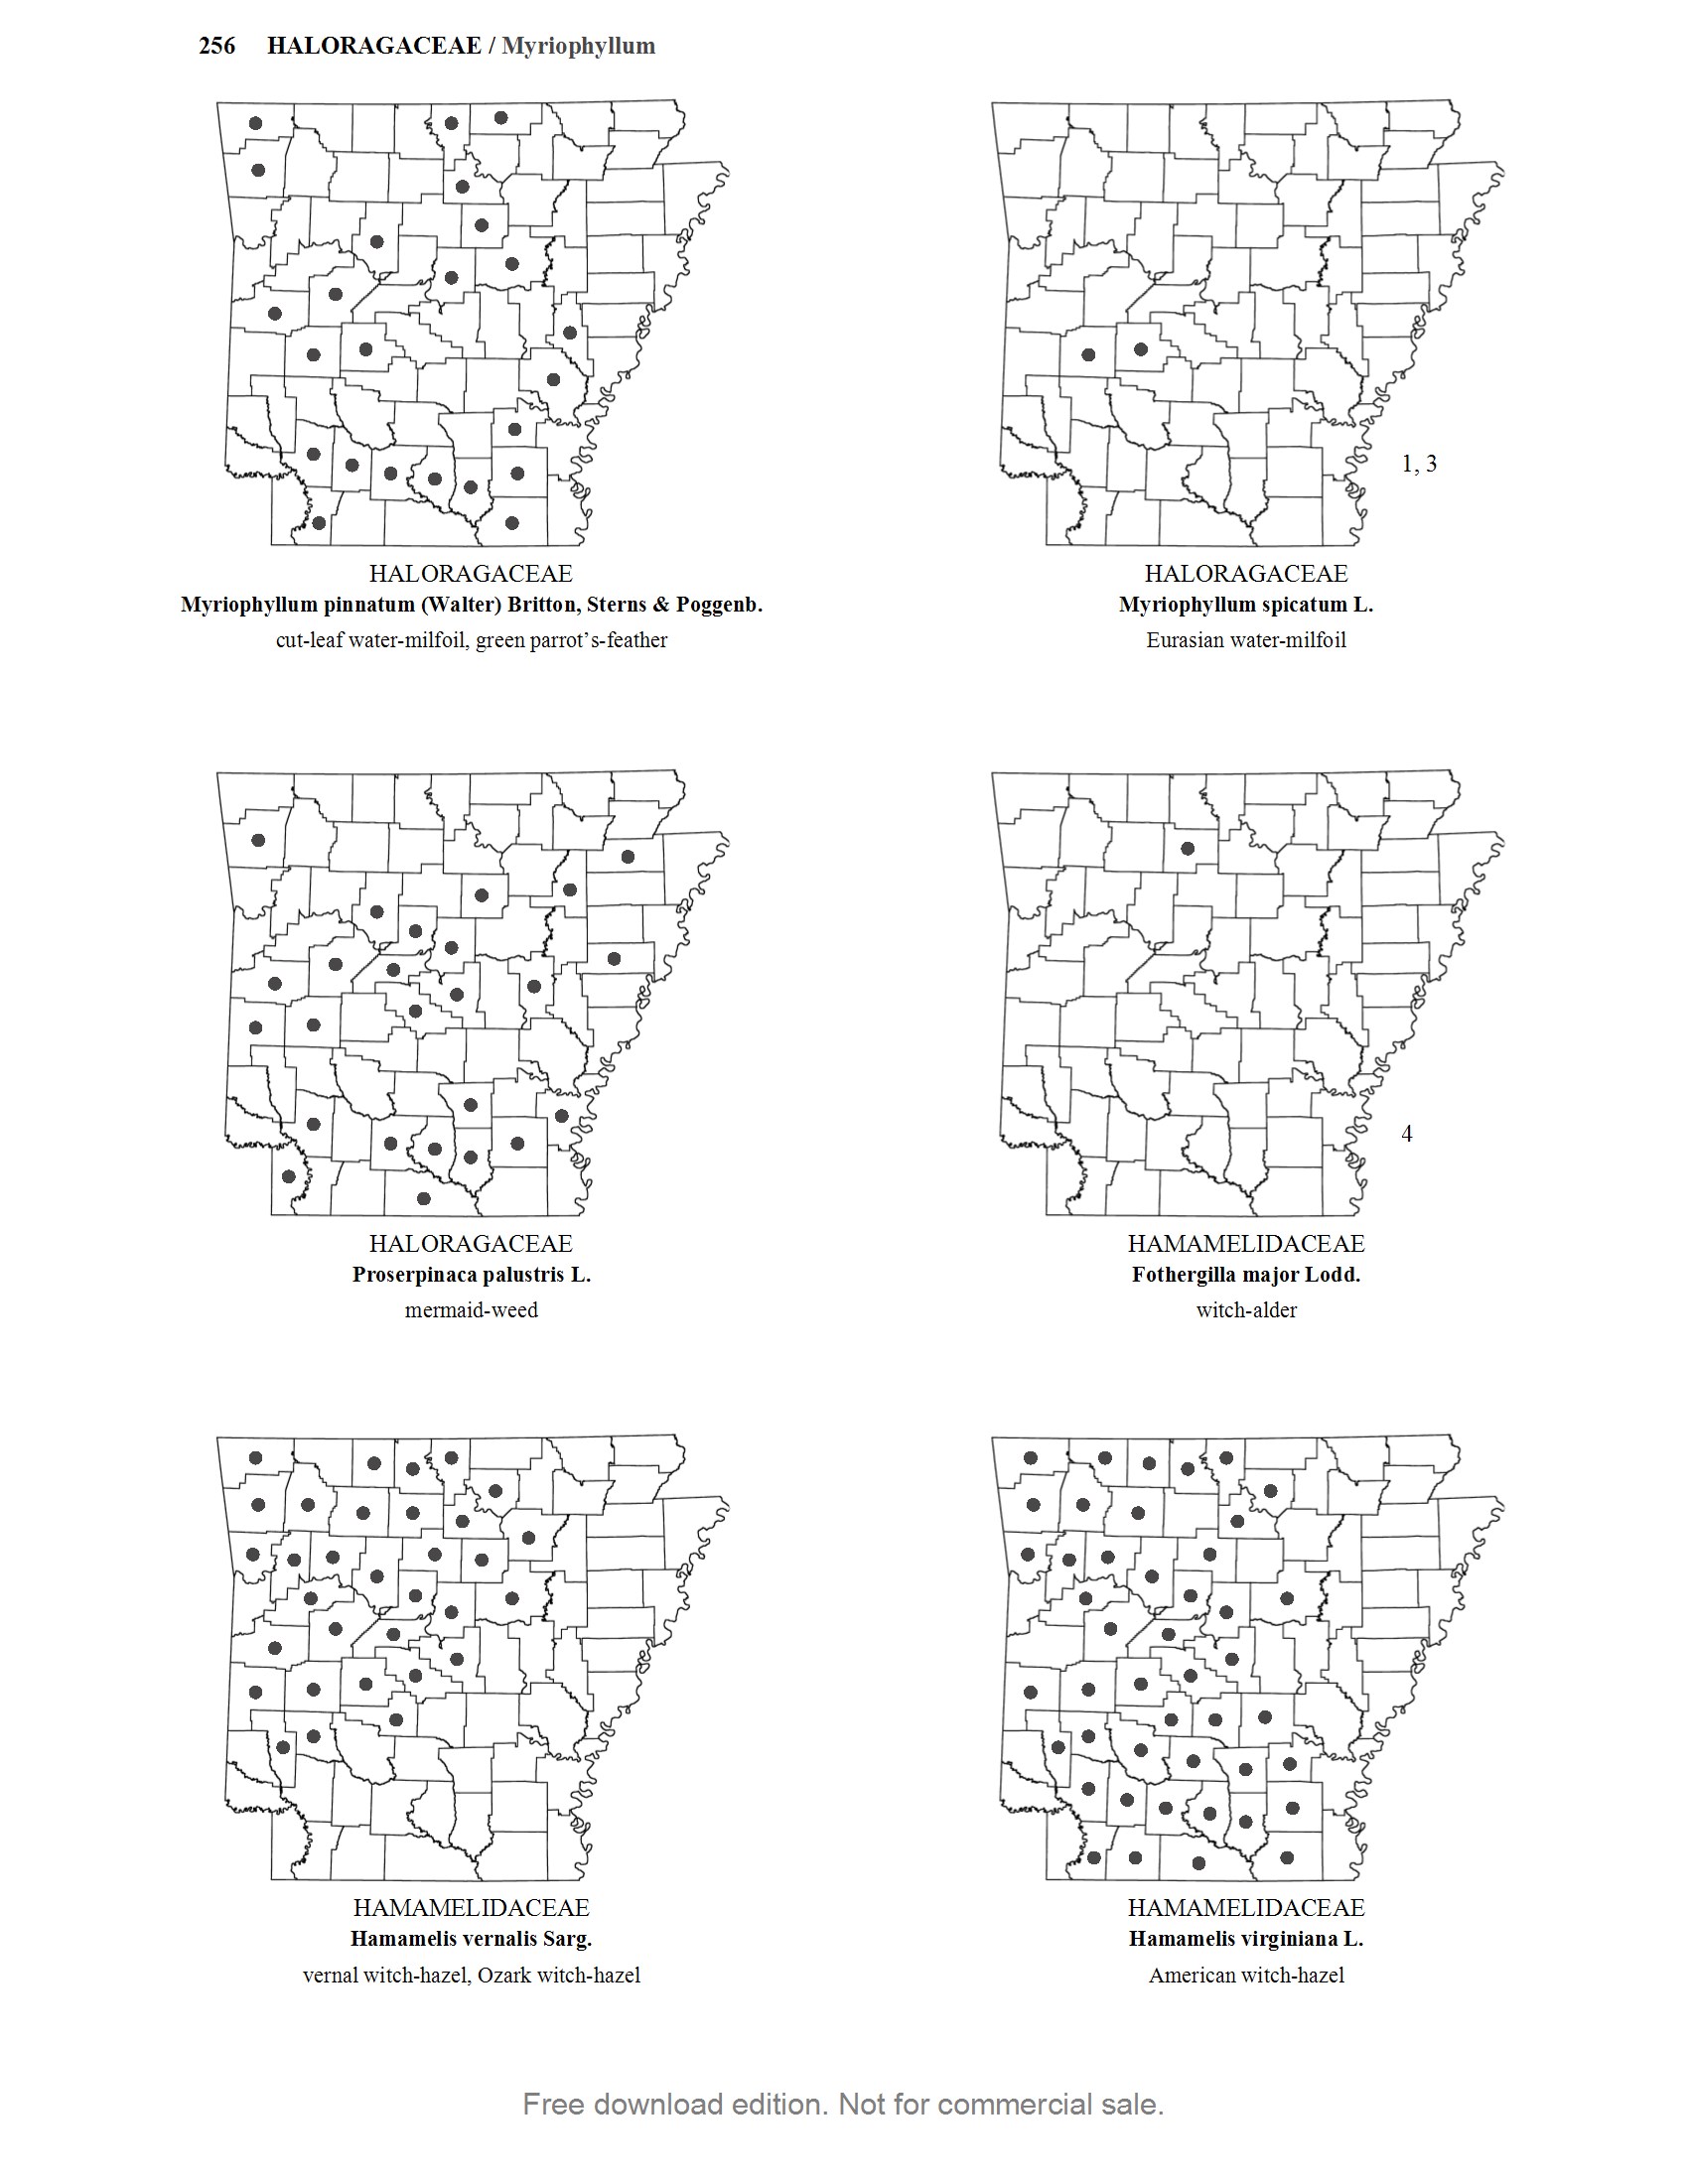 256 HALORAGACEAE / Myriophyllum
HALORAGACEAE
Myriophyllum pinnatum (Walter) Britton, Sterns & Poggenb.
cut-leaf water-milfoil, green parrot’s-feather
1, 3
HALORAGACEAE
Myriophyllum spicatum L.
Eurasian water-milfoil
HALORAGACEAE
Proserpinaca palustris L.
mermaid-weed
4
HAMAMELIDACEAE
Fothergilla major Lodd.
witch-alder
HAMAMELIDACEAE
Hamamelis vernalis Sarg.
vernal witch-hazel, Ozark witch-hazel
HAMAMELIDACEAE
Hamamelis virginiana L.
American witch-hazel
Free download edition. Not for commercial sale.